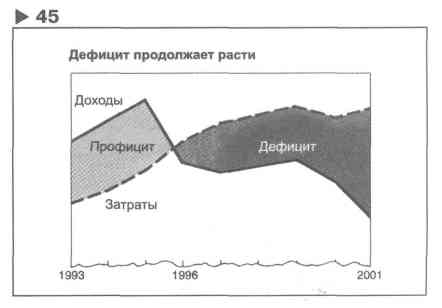 ▶ 45
Дефицит продолжает расти
Доходы
Профицит
Дефицит
Затраты
1993 1996 2001